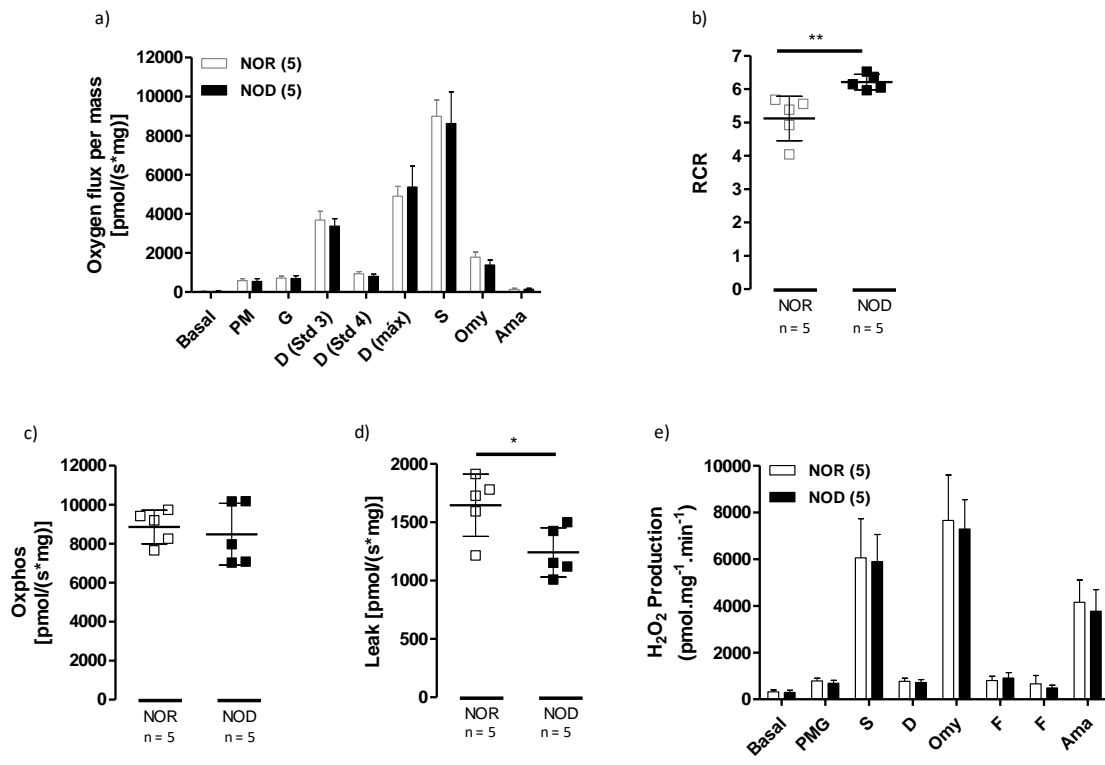 a)
12000
10000
8000
6000
4000
2000
0
Oxygen flux per mass
[pmol/(s*mg)]
NOR (5)
NOD (5)
Basal
PM
G
D (Std 3)
D (Std 4)
D (máx)
S
Omy
Ama
b)
**
7
6
5
4
3
2
1
0
RCR
NOR
n = 5
NOD
n = 5
c)
12000
10000
8000
6000
4000
2000
0
Oxphos
[pmol/(s*mg)]
NOR
n = 5
NOD
n = 5
d)
*
2000
1500
1000
500
0
Leak [pmol/(s*mg)]
NOR
n = 5
NOD
n = 5
e)
10000
8000
6000
4000
2000
0
H₂O₂ Production
(pmol.mg⁻¹.min⁻¹)
NOR (5)
NOD (5)
Basal
PMG
S
D
Omy
F
F
Ama